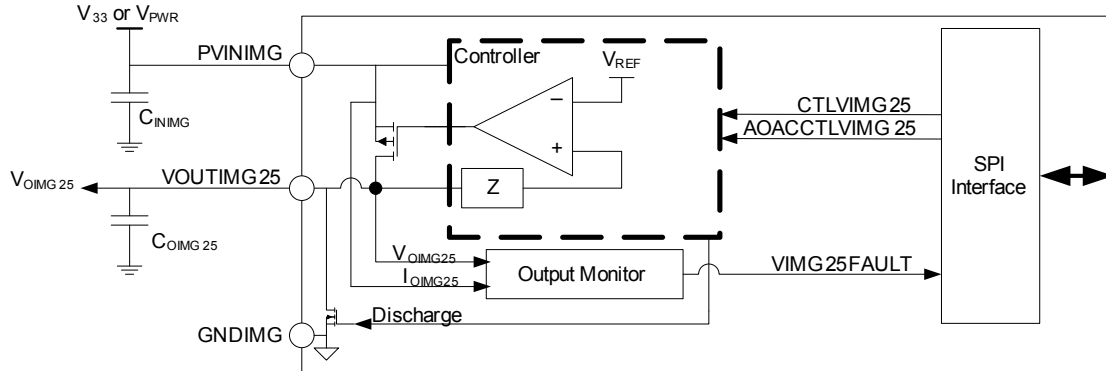 V33 or VPWR
PVINIMG
Controller
VREF
CINIMG
CTLVIMG25
AOACCTLVIMG25
SPI
Interface
VOIMG25
VOUTIMG25
Z
COIMG25
VOIMG25
IOIMG25
Output Monitor
VIMG25FAULT
Discharge
GNDIMG
−
+